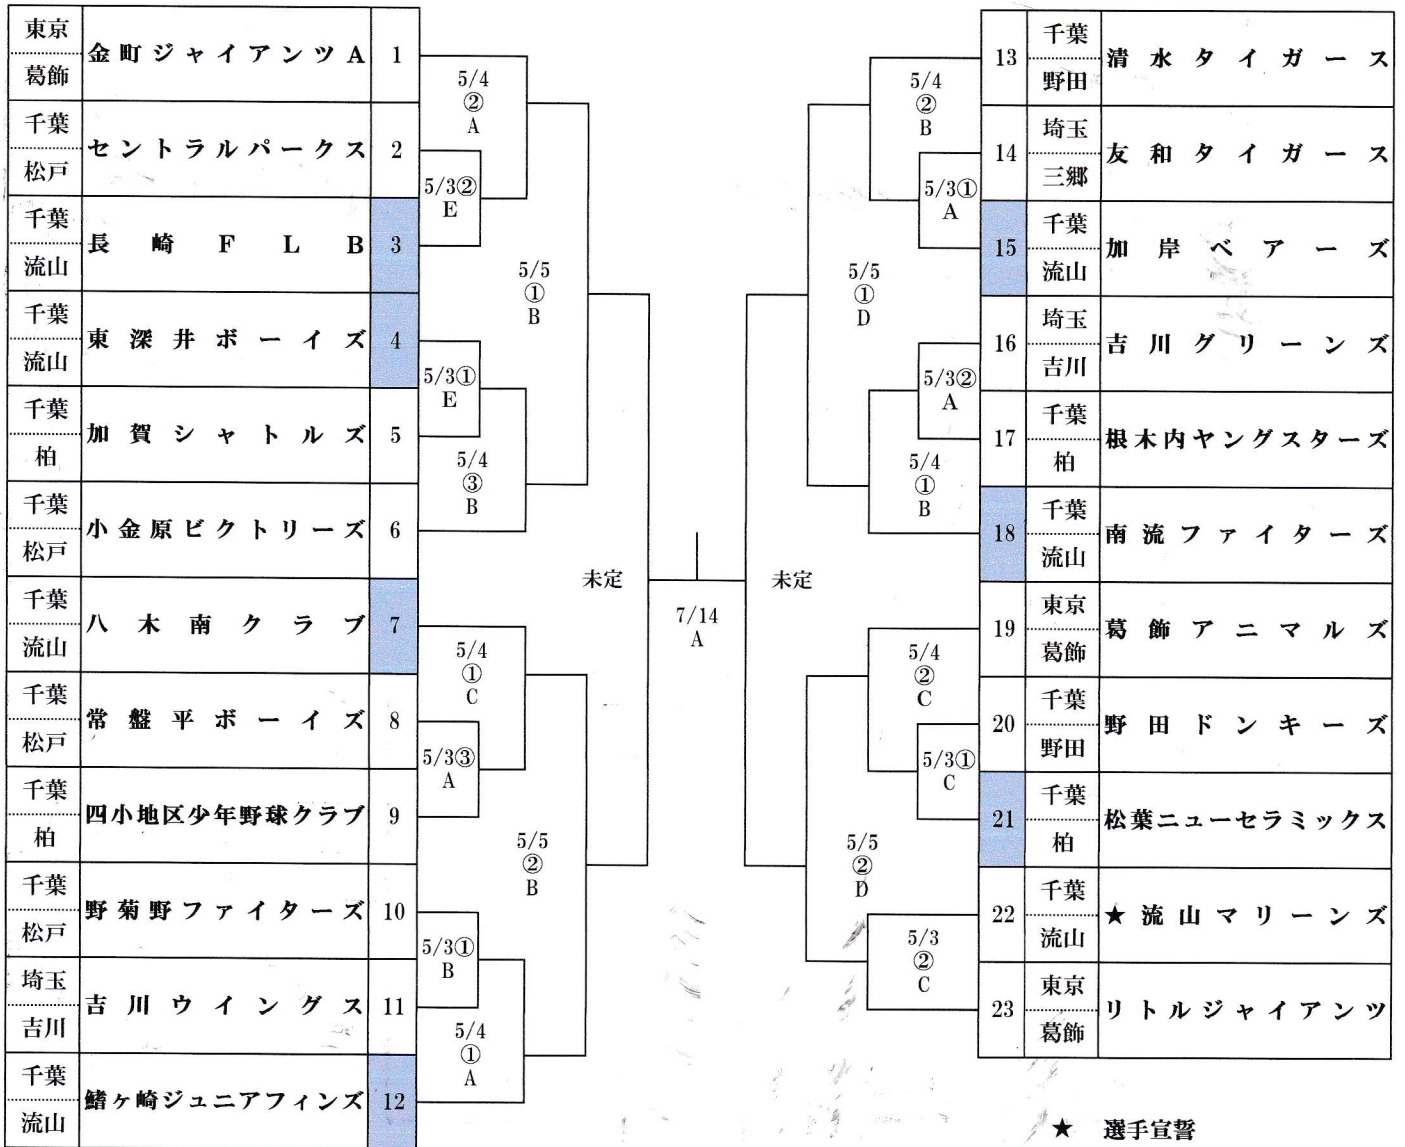 東京
葛飾
金町ジャイアンツA 1
千葉
松戸
セントラルパークス 2
千葉
流山
長崎FLB 3
千葉
流山
東深井ボーイズ 4
千葉
柏
加賀シャトルズ 5
千葉
松戸
小金原ビクトリーズ 6
千葉
流山
八木南クラブ 7
千葉
松戸
常盤平ボーイズ 8
千葉
柏
四小地区少年野球クラブ 9
千葉
松戸
野菊野ファイターズ 10
埼玉
吉川
吉川ウイングス 11
千葉
流山
鰭ヶ崎ジュニアフィンズ 12
5/4
②
A
5/3②
E
5/5
①
B
5/3①
E
5/4
③
B
5/4
①
C
5/3③
A
5/5
②
B
5/3①
B
5/4
①
A
未定
7/14
A
未定
5/4
②
B
5/3①
A
5/5
①
D
5/3②
A
5/4
①
B
5/4
②
C
5/3①
C
5/5
②
D
5/3
②
C
13 千葉
野田
清水タイガース
14 埼玉
三郷
友和タイガース
15 千葉
流山
加岸ベアーズ
16 埼玉
吉川
吉川グリーンズ
17 千葉
柏
根木内ヤングスターズ
18 千葉
流山
南流ファイターズ
19 東京
葛飾
葛飾アニマルズ
20 千葉
野田
野田ドンキーズ
21 千葉
柏
松葉ニューセラミックス
22 千葉
流山
★流山マリーンズ
23 東京
葛飾
リトルジャイアンツ
★ 選手宣誓